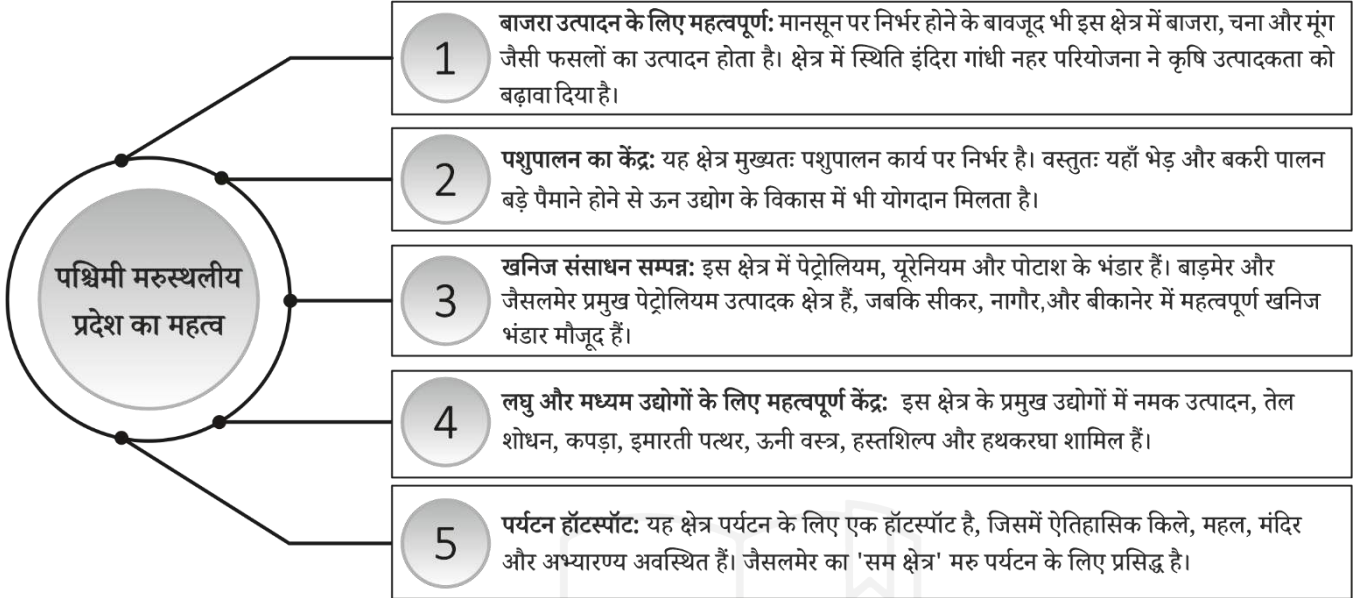 पश्चिमी मरुस्थलीय
प्रदेश का महत्व
1
बाजरा उत्पादन के लिए महत्वपूर्ण: मानसून पर निर्भर होने के बावजूद भी इस क्षेत्र में बाजरा, चना और मूंग
जैसी फसलों का उत्पादन होता है। क्षेत्र में स्थिति इंदिरा गांधी नहर परियोजना ने कृषि उत्पादकता को
बढ़ावा दिया है।
2
पशुपालन का केंद्र: यह क्षेत्र मुख्यतः पशुपालन कार्य पर निर्भर है। वस्तुतः यहाँ भेड़ और बकरी पालन
बड़े पैमाने होने से ऊन उद्योग के विकास में भी योगदान मिलता है।
3
खनिज संसाधन सम्पन्न: इस क्षेत्र में पेट्रोलियम, यूरेनियम और पोटाश के भंडार हैं। बाड़मेर और
जैसलमेर प्रमुख पेट्रोलियम उत्पादक क्षेत्र हैं, जबकि सीकर, नागौर,और बीकानेर में महत्वपूर्ण खनिज
भंडार मौजूद हैं।
4
लघु और मध्यम उद्योगों के लिए महत्वपूर्ण केंद्र: इस क्षेत्र के प्रमुख उद्योगों में नमक उत्पादन, तेल
शोधन, कपड़ा, इमारती पत्थर, ऊनी वस्त्र, हस्तशिल्प और हथकरघा शामिल हैं।
5
पर्यटन हॉटस्पॉट: यह क्षेत्र पर्यटन के लिए एक हॉटस्पॉट है, जिसमें ऐतिहासिक किले, महल, मंदिर
और अभ्यारण्य अवस्थित हैं। जैसलमेर का 'सम क्षेत्र' मरु पर्यटन के लिए प्रसिद्ध है।